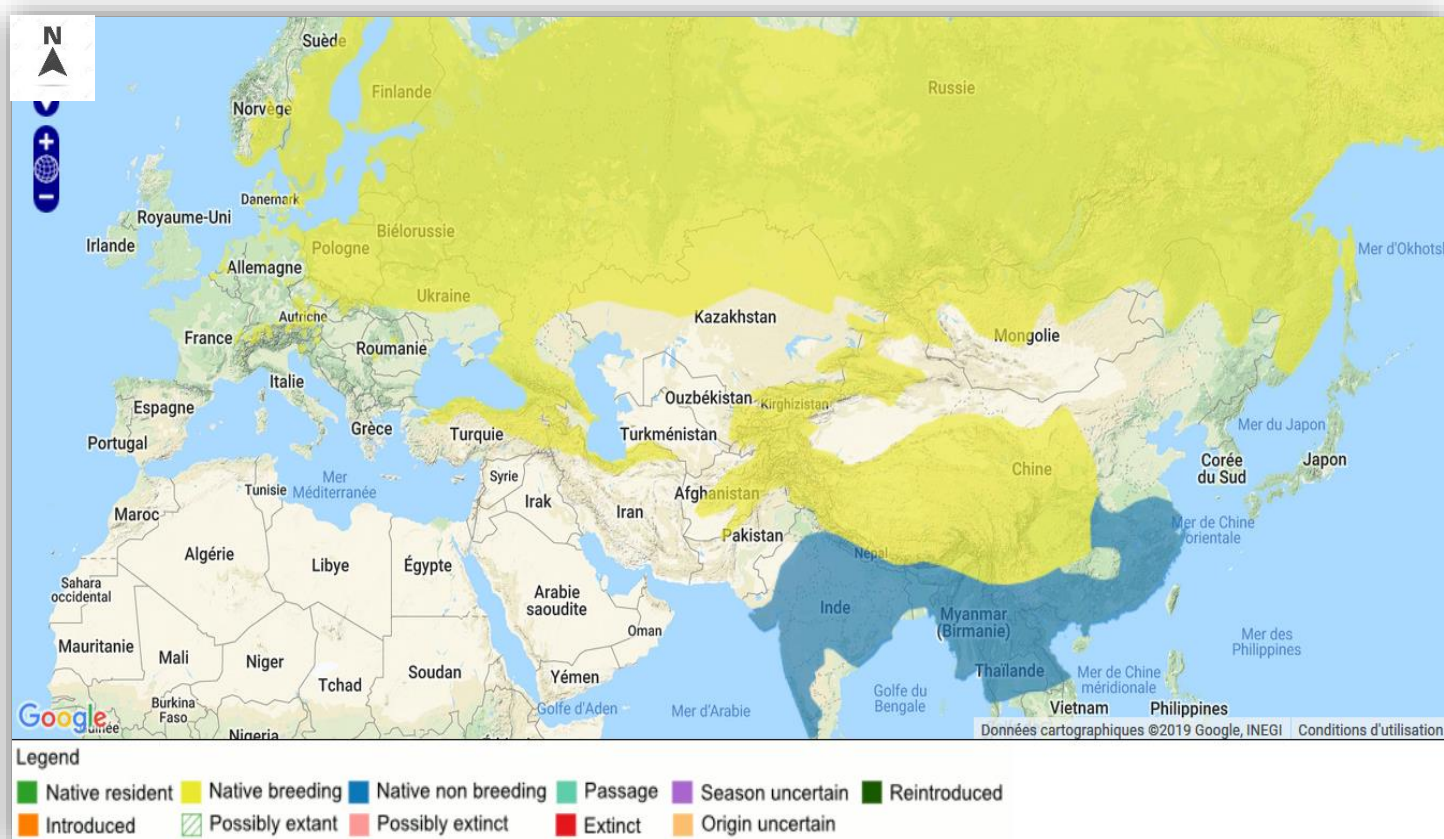 N
Suède
Finlande
Russie
Norvège
Danemark
Royaume-Uni
Irlande
Biélorussie
Pologne
Mer d'Okhotsk
Allemagne
Ukraine
Autriche
Kazakhstan
France
Mongolie
Roumanie
Italie
Ouzbékistan
Kirghizistan
Espagne
Mer du Japon
Grèce
Turquie
Turkménistan
Portugal
Corée
du Sud
Japon
Mer
Méditerranée
Tunisie
Syrie
Chine
Afghanistan
Irak
Iran
Maroc
Mer de Chine
orientale
Pakistan
Algérie
Libye
Égypte
Népal
Sahara
occidental
Arabie
saoudite
Inde
Myanmar
(Birmanie)
Oman
Mauritanie
Mer des
Philippines
Mali
Niger
Soudan
Yémen
Thaïlande
Mer de Chine
méridionale
Tchad
Burkina
Faso
Golfe d'Aden
Mer d'Arabie
Golfe du
Bengale
Vietnam
Philippines
Google
Nigeria
Données cartographiques ©2019 Google, INEGI
Conditions d'utilisation
Legend
Native resident Native breeding Native non breeding Passage Season uncertain Reintroduced
Introduced Possibly extant Possibly extinct Extinct Origin uncertain